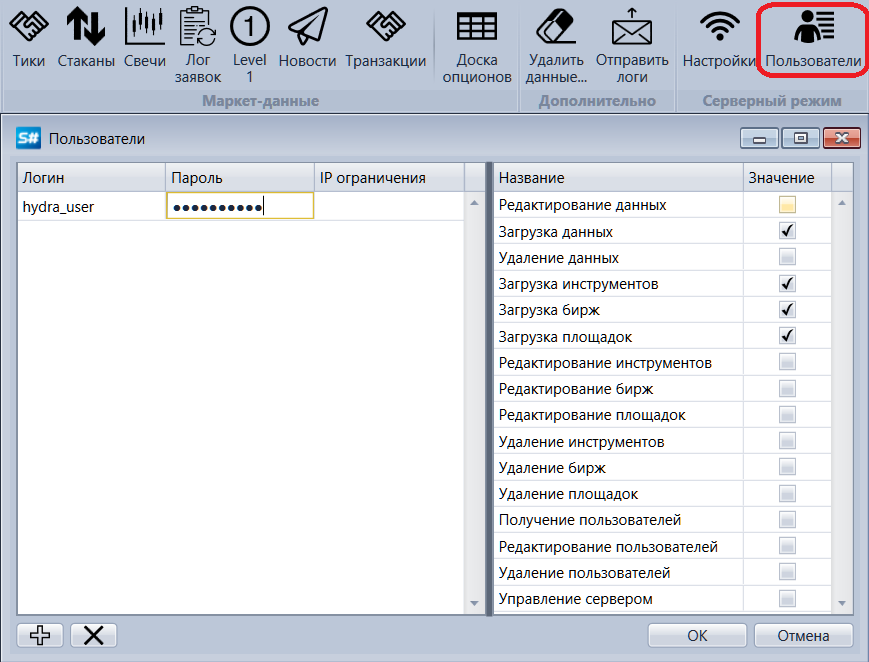 Тики Стаканы Свечи Лог заявок 1 Level 1 Новости Транзакции Доска опционов Удалить данные... Отправить логи Настройки Пользователи
Маркет-данные Дополнительно Серверный режим
S# Пользователи
Логин Пароль IP ограничения Название Значение
hydra_user ●●●●●●●●●● Редактирование данных
Загрузка данных
Удаление данных
Загрузка инструментов
Загрузка бирж
Загрузка площадок
Редактирование инструментов
Редактирование бирж
Редактирование площадок
Удаление инструментов
Удаление бирж
Удаление площадок
Получение пользователей
Редактирование пользователей
Удаление пользователей
Управление сервером
OK Отмена